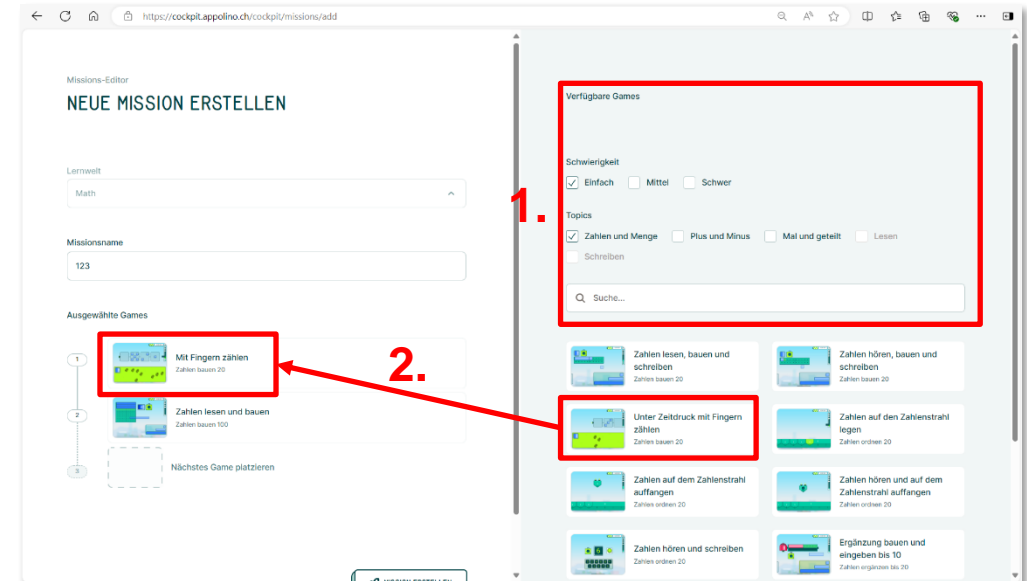 https://cockpit.appolino.ch/cockpit/missions/add
Missions-Editor
NEUE MISSION ERSTELLEN
Lernwelt
Math
Missionsname
123
Ausgewählte Games
1
Mit Fingern zählen
Zahlen bauen 20
2
Zahlen lesen und bauen
Zahlen bauen 100
3
Nächstes Game platzieren
MISSION ERSTELLEN
1.
2.
Verfügbare Games
Schwierigkeit
Einfach Mittel Schwer
Topics
Zahlen und Menge Plus und Minus Mal und geteilt Lesen
Schreiben
Suche...
Zahlen lesen, bauen und
schreiben
Zahlen bauen 20
Zahlen hören, bauen und
schreiben
Zahlen bauen 20
Unter Zeitdruck mit Fingern
zählen
Zahlen bauen 20
Zahlen auf den Zahlenstrahl
legen
Zahlen ordnen 20
Zahlen auf dem Zahlenstrahl
auffangen
Zahlen ordnen 20
Zahlen hören und auf dem
Zahlenstrahl auffangen
Zahlen ordnen 20
Zahlen hören und schreiben
Zahlen ordnen 20
Ergänzung bauen und
eingeben bis 10
Zahlen ergänzen bis 20